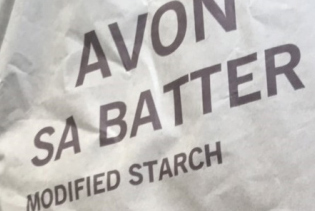 AVON
SA BATTER
MODIFIED STARCH